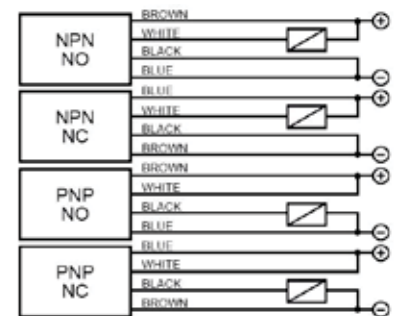 NPN
NO
BROWN
WHITE
BLACK
BLUE
+
−
NPN
NC
BLUE
WHITE
BLACK
BROWN
+
−
PNP
NO
BROWN
WHITE
BLACK
BLUE
+
−
PNP
NC
BLUE
WHITE
BLACK
BROWN
+
−